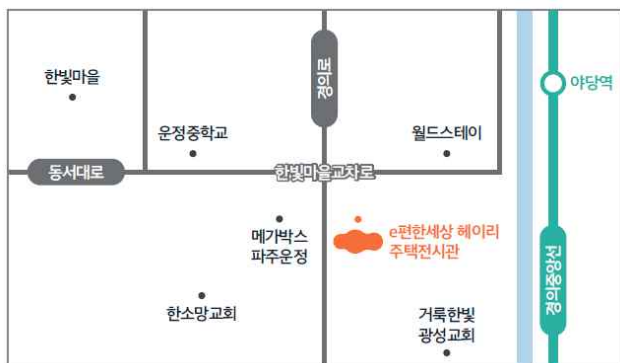 한빛마을
경의로
야당역
운정중학교
월드스테이
동서대로
한빛마을교차로
메가박스
파주운정
e편한세상 헤이리
주택전시관
경의중앙선
한소망교회
거룩한빛
광성교회